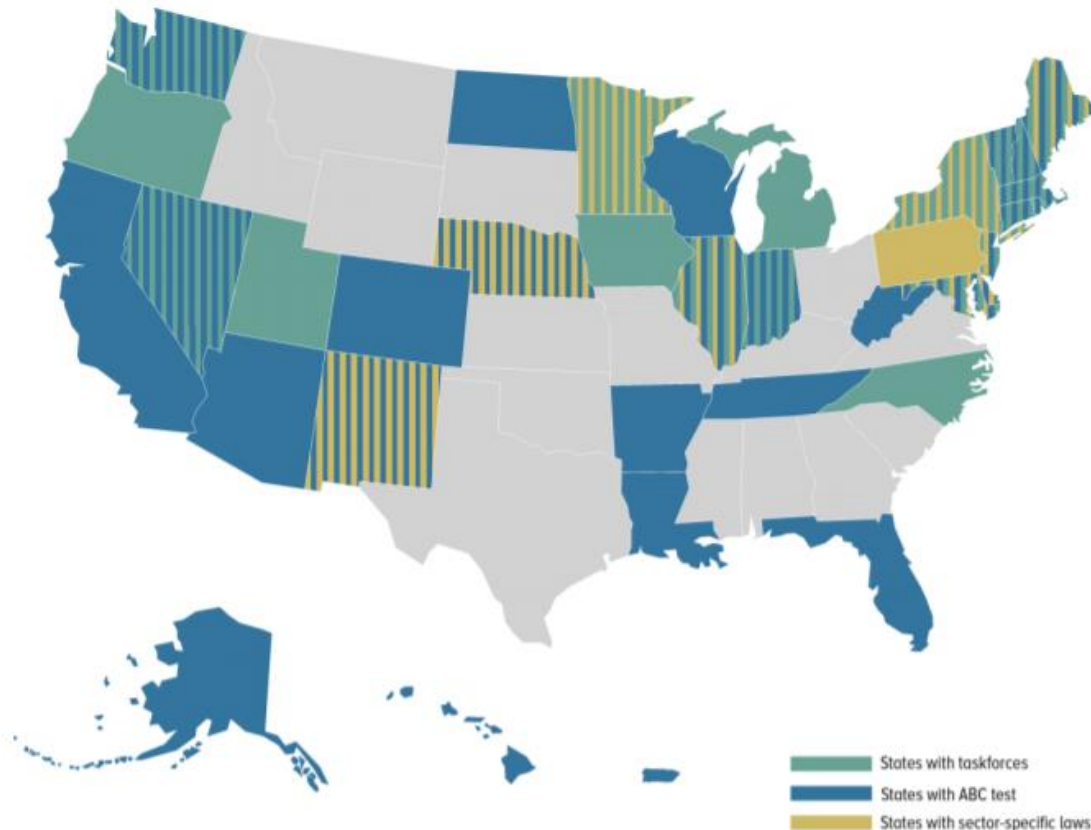 States with taskforces
States with ABC test
States with sector-specific laws